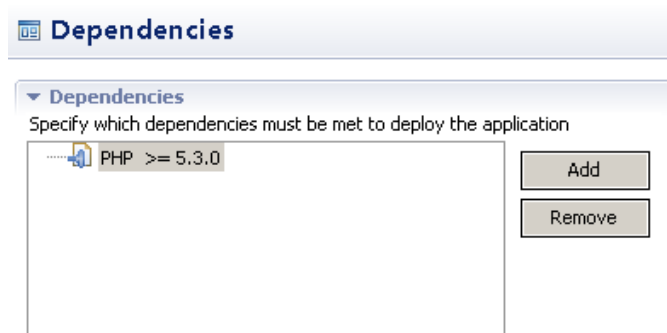 Dependencies
Dependencies
Specify which dependencies must be met to deploy the application
PHP >= 5.3.0
Add
Remove